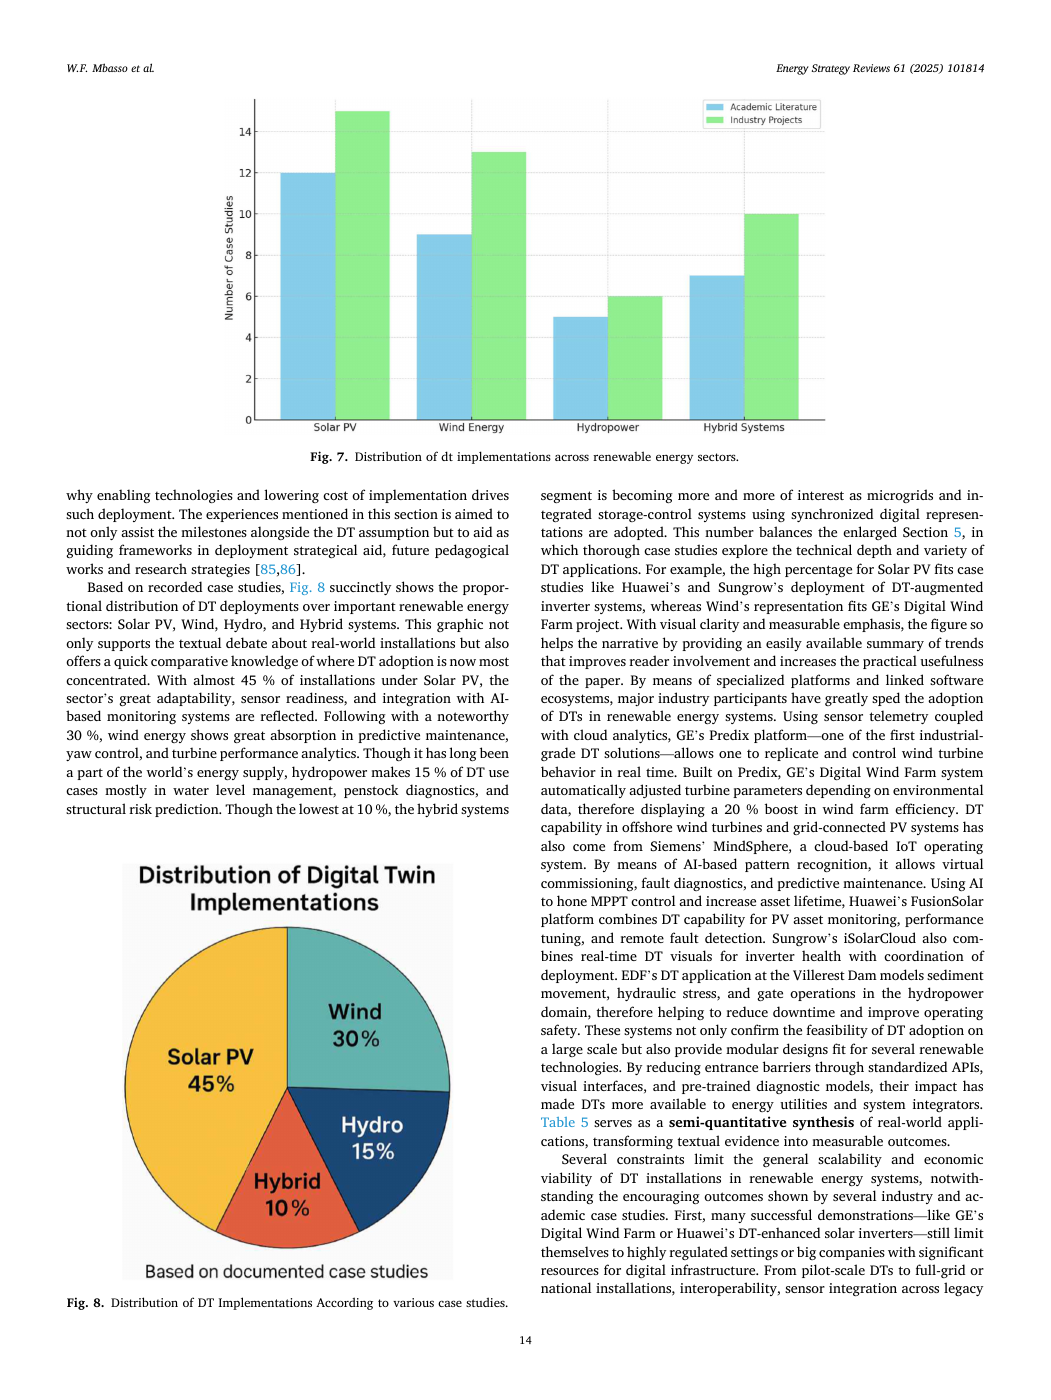 W.F. Mbasso et al.
Energy Strategy Reviews 61 (2025) 101814
Academic Literature
Industry Projects
14
12
10
8
6
4
2
0
Number of Case Studies
Solar PV
Wind Energy
Hydropower
Hybrid Systems
Fig. 7. Distribution of dt implementations across renewable energy sectors.
why enabling technologies and lowering cost of implementation drives
such deployment. The experiences mentioned in this section is aimed to
not only assist the milestones alongside the DT assumption but to aid as
guiding frameworks in deployment strategical aid, future pedagogical
works and research strategies [85,86].
Based on recorded case studies, Fig. 8 succinctly shows the propor-
tional distribution of DT deployments over important renewable energy
sectors: Solar PV, Wind, Hydro, and Hybrid systems. This graphic not
only supports the textual debate about real-world installations but also
offers a quick comparative knowledge of where DT adoption is now most
concentrated. With almost 45 % of installations under Solar PV, the
sector's great adaptability, sensor readiness, and integration with AI-
based monitoring systems are reflected. Following with a noteworthy
30 %, wind energy shows great absorption in predictive maintenance,
yaw control, and turbine performance analytics. Though it has long been
a part of the world's energy supply, hydropower makes 15 % of DT use
cases mostly in water level management, penstock diagnostics, and
structural risk prediction. Though the lowest at 10 %, the hybrid systems
Distribution of Digital Twin
Implementations
Wind
30%
Solar PV
45%
Hydro
15%
Hybrid
10%
Based on documented case studies
Fig. 8. Distribution of DT Implementations According to various case studies.
segment is becoming more and more of interest as microgrids and in-
tegrated storage-control systems using synchronized digital represen-
tations are adopted. This number balances the enlarged Section 5, in
which thorough case studies explore the technical depth and variety of
DT applications. For example, the high percentage for Solar PV fits case
studies like Huawei's and Sungrow's deployment of DT-augmented
inverter systems, whereas Wind's representation fits GE's Digital Wind
Farm project. With visual clarity and measurable emphasis, the figure so
helps the narrative by providing an easily available summary of trends
that improves reader involvement and increases the practical usefulness
of the paper. By means of specialized platforms and linked software
ecosystems, major industry participants have greatly sped the adoption
of DTs in renewable energy systems. Using sensor telemetry coupled
with cloud analytics, GE's Predix platform—one of the first industrial-
grade DT solutions—allows one to replicate and control wind turbine
behavior in real time. Built on Predix, GE's Digital Wind Farm system
automatically adjusted turbine parameters depending on environmental
data, therefore displaying a 20 % boost in wind farm efficiency. DT
capability in offshore wind turbines and grid-connected PV systems has
also come from Siemens' MindSphere, a cloud-based IoT operating
system. By means of AI-based pattern recognition, it allows virtual
commissioning, fault diagnostics, and predictive maintenance. Using AI
to hone MPPT control and increase asset lifetime, Huawei's FusionSolar
platform combines DT capability for PV asset monitoring, performance
tuning, and remote fault detection. Sungrow's iSolarCloud also com-
bines real-time DT visuals for inverter health with coordination of
deployment. EDF's DT application at the Villerest Dam models sediment
movement, hydraulic stress, and gate operations in the hydropower
domain, therefore helping to reduce downtime and improve operating
safety. These systems not only confirm the feasibility of DT adoption on
a large scale but also provide modular designs fit for several renewable
technologies. By reducing entrance barriers through standardized APIs,
visual interfaces, and pre-trained diagnostic models, their impact has
made DTs more available to energy utilities and system integrators.
Table 5 serves as a semi-quantitative synthesis of real-world appli-
cations, transforming textual evidence into measurable outcomes.
Several constraints limit the general scalability and economic
viability of DT installations in renewable energy systems, notwith-
standing the encouraging outcomes shown by several industry and ac-
ademic case studies. First, many successful demonstrations—like GE's
Digital Wind Farm or Huawei's DT-enhanced solar inverters—still limit
themselves to highly regulated settings or big companies with significant
resources for digital infrastructure. From pilot-scale DTs to full-grid or
national installations, interoperability, sensor integration across legacy
14